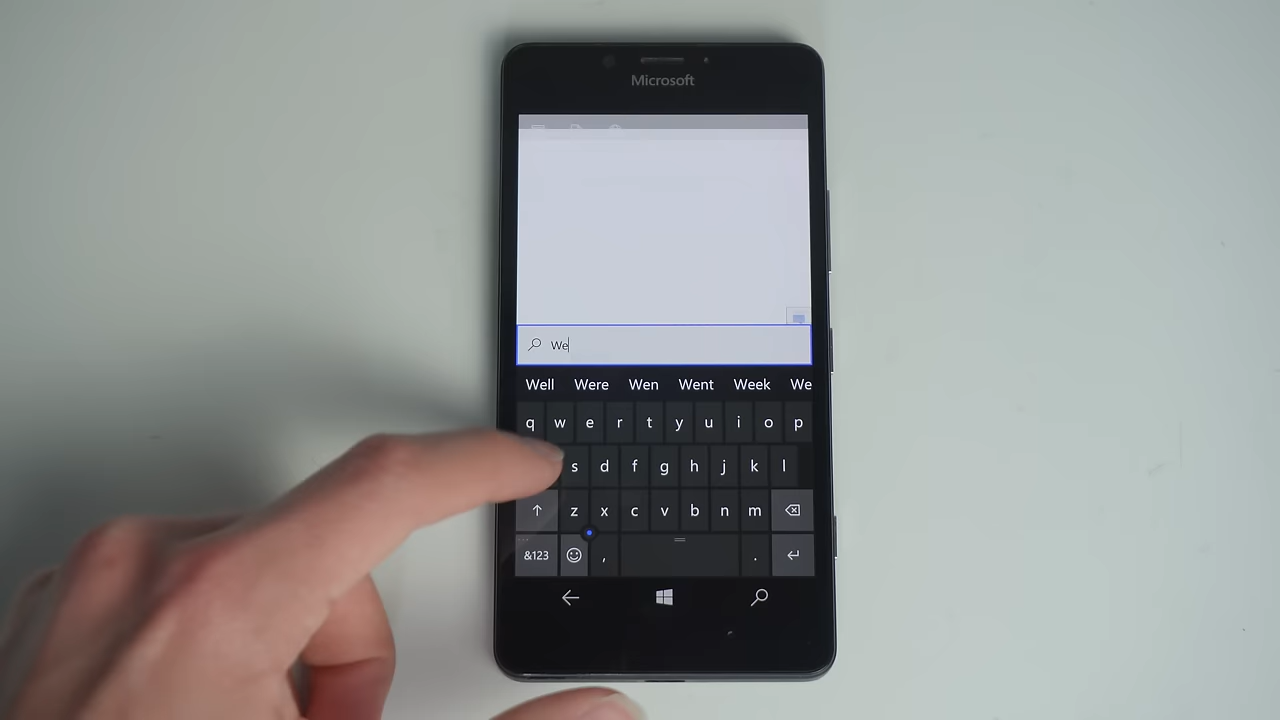 Microsoft
We
Well Were Wen Went Week We
q w e r t y u i o p
s d f g h j k l
z x c v b n m
&123 , .